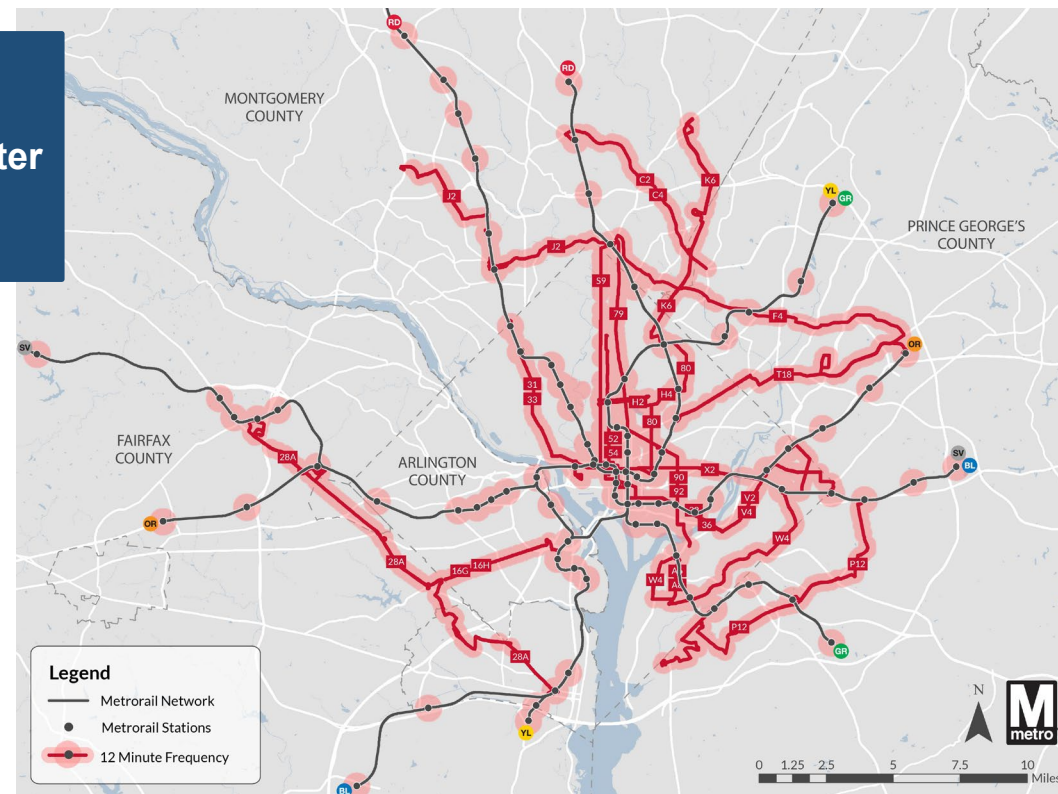 ter
RD
RD
MONTGOMERY
COUNTY
J2
C2
C4
K6
YL
GR
PRINCE GEORGE'S
COUNTY
J2
59
79
K6
F4
SV
OR
80
T18
31
33
H4
H2
80
FAIRFAX
COUNTY
28A
ARLINGTON
COUNTY
52
54
X2
SV
BL
90
92
V2
V4
OR
36
28A
16G
16H
W4
W4
P12
P12
28A
GR
YL
BL
Legend
Metrorail Network
Metrorail Stations
12 Minute Frequency
N
M
metro
0 1.25 2.5 5 7.5 10
Miles